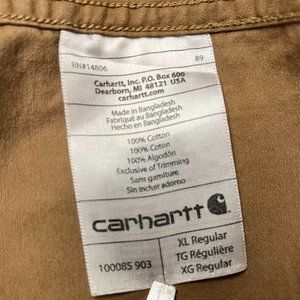 RN#14806 89
Carhartt, Inc. P.O. Box 600
Dearborn, MI 48121 USA
carhartt.com
Made in Bangladesh
Fabriqué au Bangladesh
Hecho en Bangladesh
100% Cotton
100% Coton
100% Algodón
Exclusive of Trimming
Sans garniture
Sin incluir adorno
carhartt
100085 903
XL Regular
TG Régulière
XG Regular